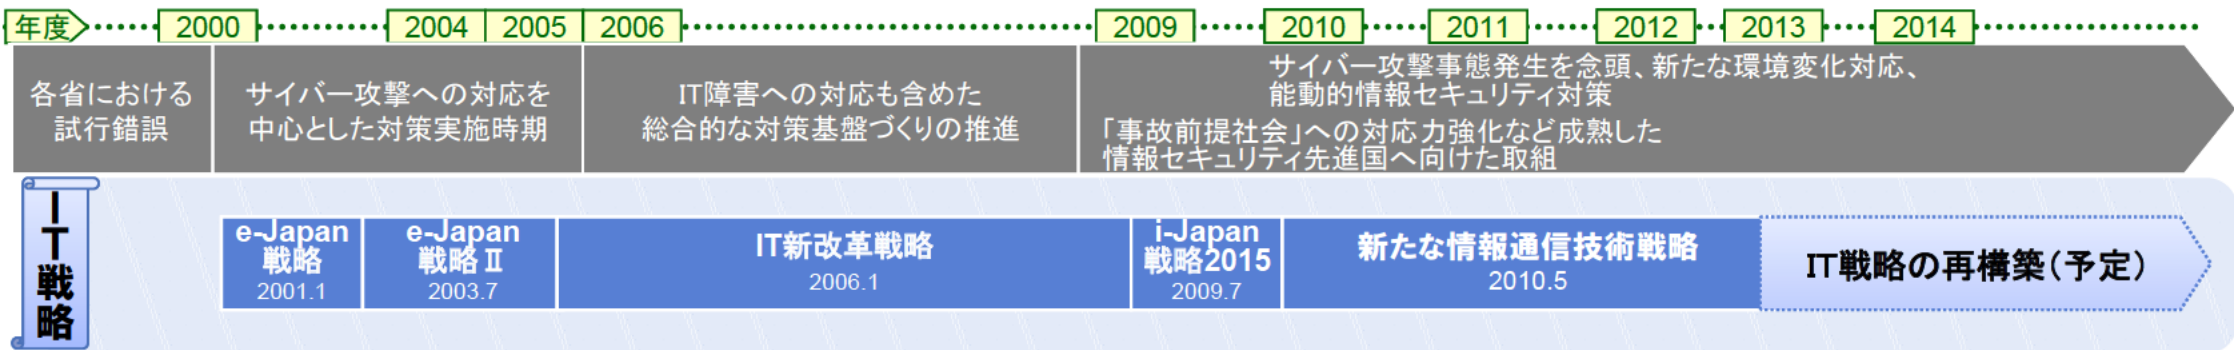 年度 2000 2004 2005 2006 2009 2010 2011 2012 2013 2014
各省における
試行錯誤
サイバー攻撃への対応を
中心とした対策実施時期
IT障害への対応も含めた
総合的な対策基盤づくりの推進
サイバー攻撃事態発生を念頭、新たな環境変化対応、
能動的情報セキュリティ対策
「事故前提社会」への対応力強化など成熟した
情報セキュリティ先進国へ向けた取組
IT戦略
e-Japan
戦略
2001.1
e-Japan
戦略Ⅱ
2003.7
IT新改革戦略
2006.1
i-Japan
戦略2015
2009.7
新たな情報通信技術戦略
2010.5
IT戦略の再構築(予定)